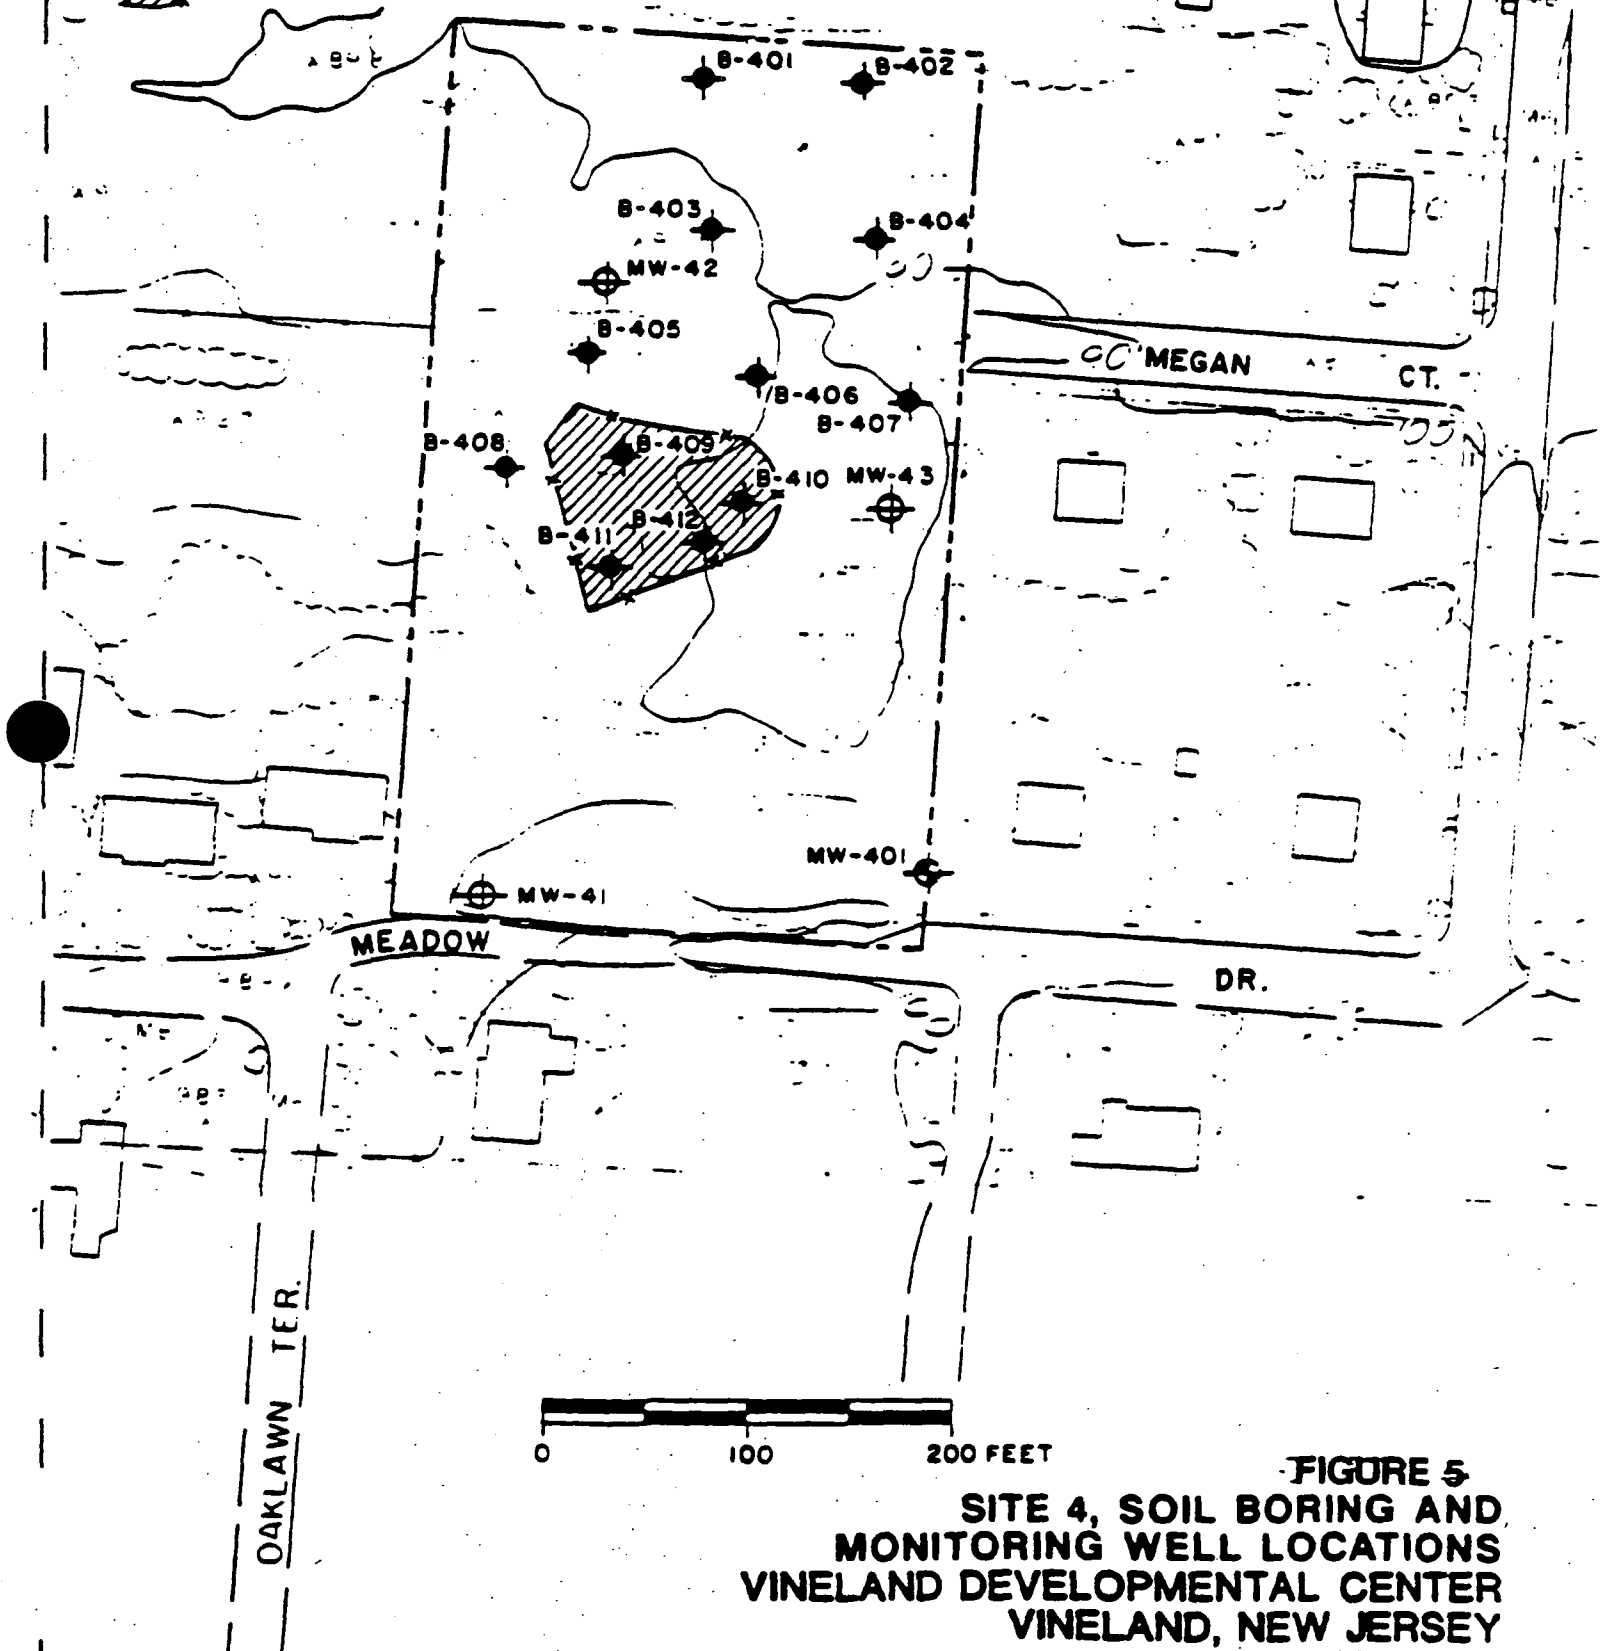 B-401
B-402
B-403
B-404
MW-42
B-405
MEGAN CT.
B-406
B-407
B-408
B-409
B-410
MW-43
B-412
B-411
MW-401
MW-41
MEADOW DR.
OAKLAWN TER.
0 100 200 FEET
FIGURE 5
SITE 4, SOIL BORING AND
MONITORING WELL LOCATIONS
VINELAND DEVELOPMENTAL CENTER
VINELAND, NEW JERSEY